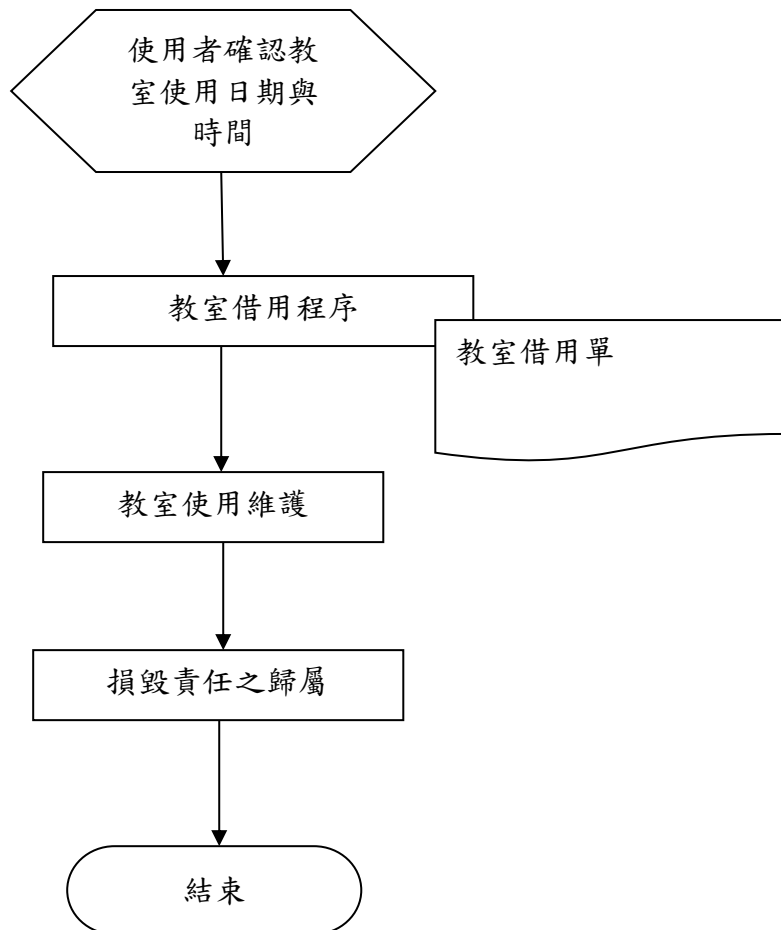 使用者確認教
室使用日期與
時間
教室借用程序
教室借用單
教室使用維護
損毀責任之歸屬
結束